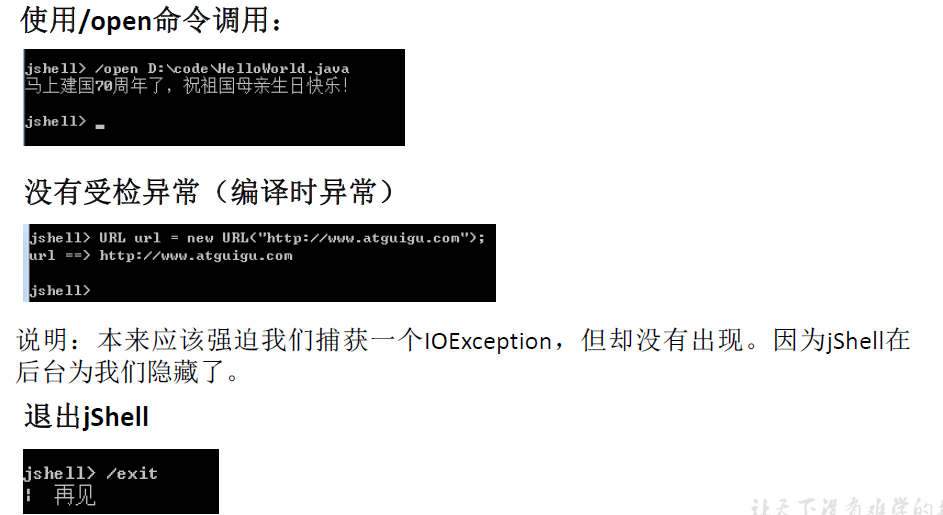 使用/open命令调用：
jshell> /open D:\code\HelloWorld.java
马上建国70周年了，祝祖国母亲生日快乐！
jshell> _
没有受检异常（编译时异常）
jshell> URL url = new URL("http://www.atguigu.com");
url ==> http://www.atguigu.com
jshell>
说明：本来应该强迫我们捕获一个IOException，但却没有出现。因为jShell在
后台为我们隐藏了。
退出jShell
jshell> /exit
|  再见
让天下没有难学的技